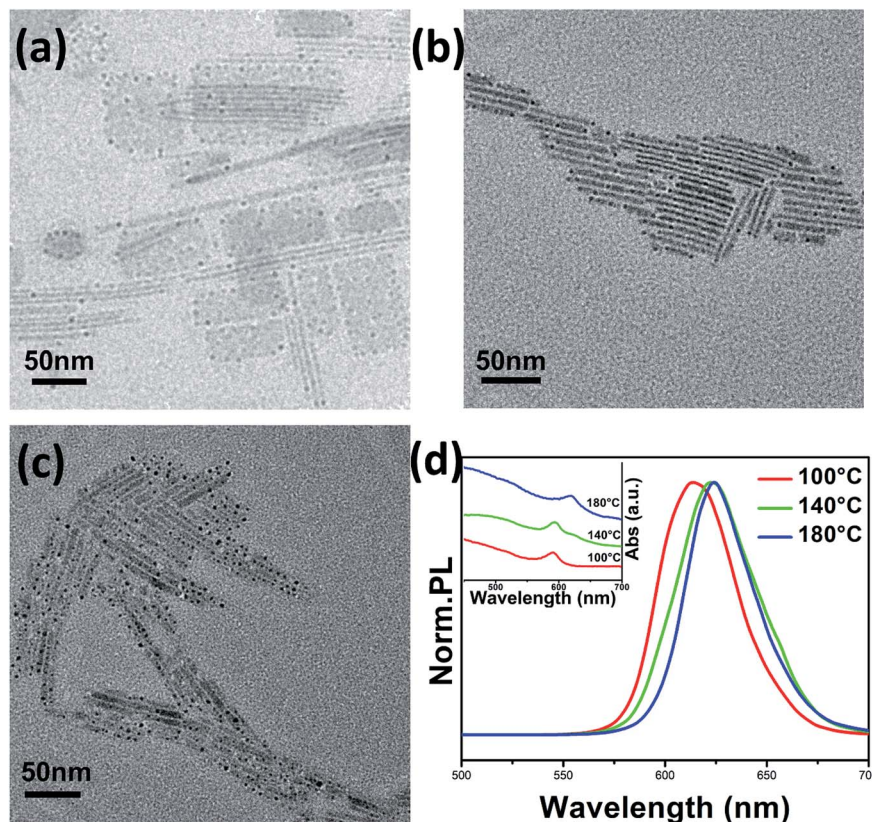 (a)
50nm
(b)
50nm
(c)
50nm
(d)
100°C
140°C
180°C
180°C
140°C
100°C
Abs (a.u.)
500 600 700
Wavelength (nm)
Norm.PL
500 550 600 650 70
Wavelength (nm)